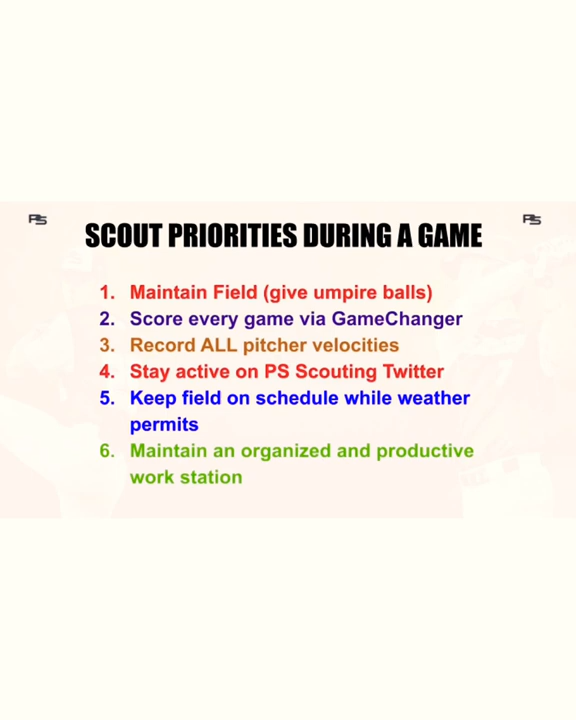 PS
PS
SCOUT PRIORITIES DURING A GAME
1. Maintain Field (give umpire balls)
2. Score every game via GameChanger
3. Record ALL pitcher velocities
4. Stay active on PS Scouting Twitter
5. Keep field on schedule while weather
permits
6. Maintain an organized and productive
work station